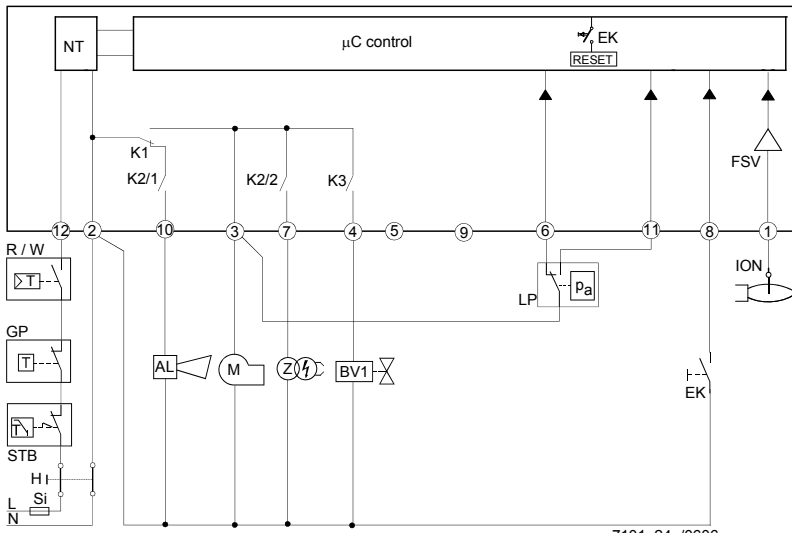 NT
μC control
EK
RESET
K1
K2/1
K2/2
K3
FSV
12
2
10
3
7
4
5
9
6
11
8
1
R / W
T
GP
T
STB
T
H
L
Si
N
AL
M
Z
BV1
LP
pa
ION
EK